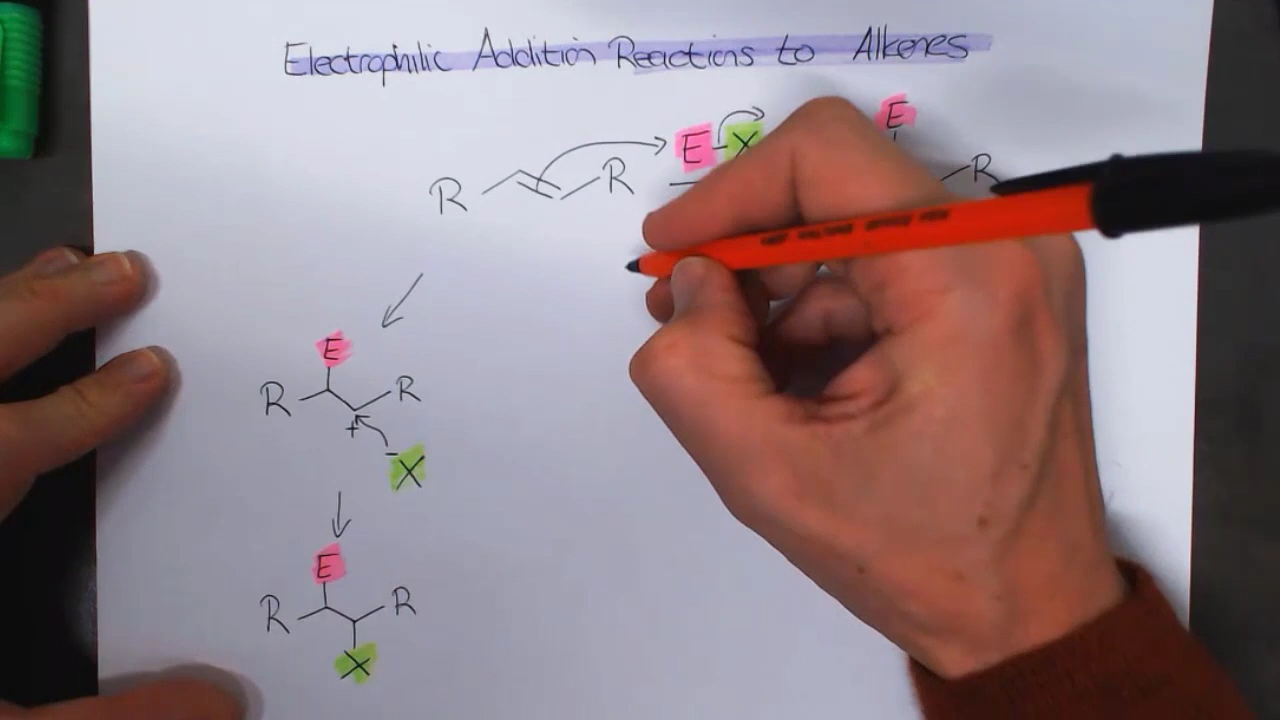 Electrophilic Addition Reactions to Alkenes
E
R R E-X R
E
R R
+ -
X
E
R R
X